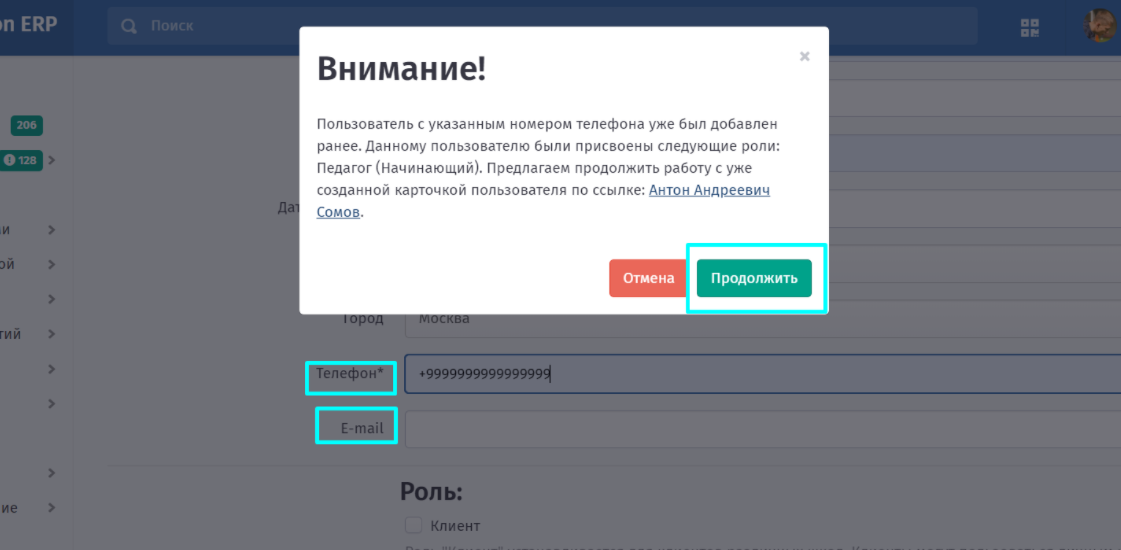 on ERP
Поиск
Внимание!
×
Пользователь с указанным номером телефона уже был добавлен
ранее. Данному пользователю были присвоены следующие роли:
Педагог (Начинающий). Предлагаем продолжить работу с уже
созданной карточкой пользователя по ссылке: Антон Андреевич
Сомов.
Отмена
Продолжить
206
128
Дат
ии
ой
тий
ие
Город
Москва
Телефон*
+9999999999999999
E-mail
Роль:
Клиент